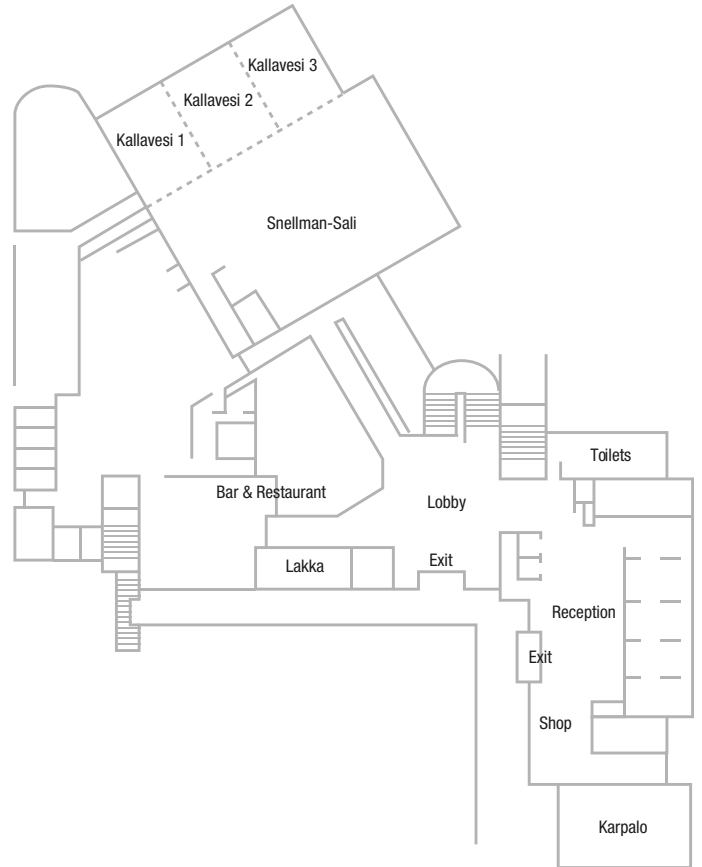 Kallavesi 3
Kallavesi 2
Kallavesi 1
Snellman-Sali
Toilets
Bar & Restaurant
Lobby
Lakka
Exit
Reception
Exit
Shop
Karpalo